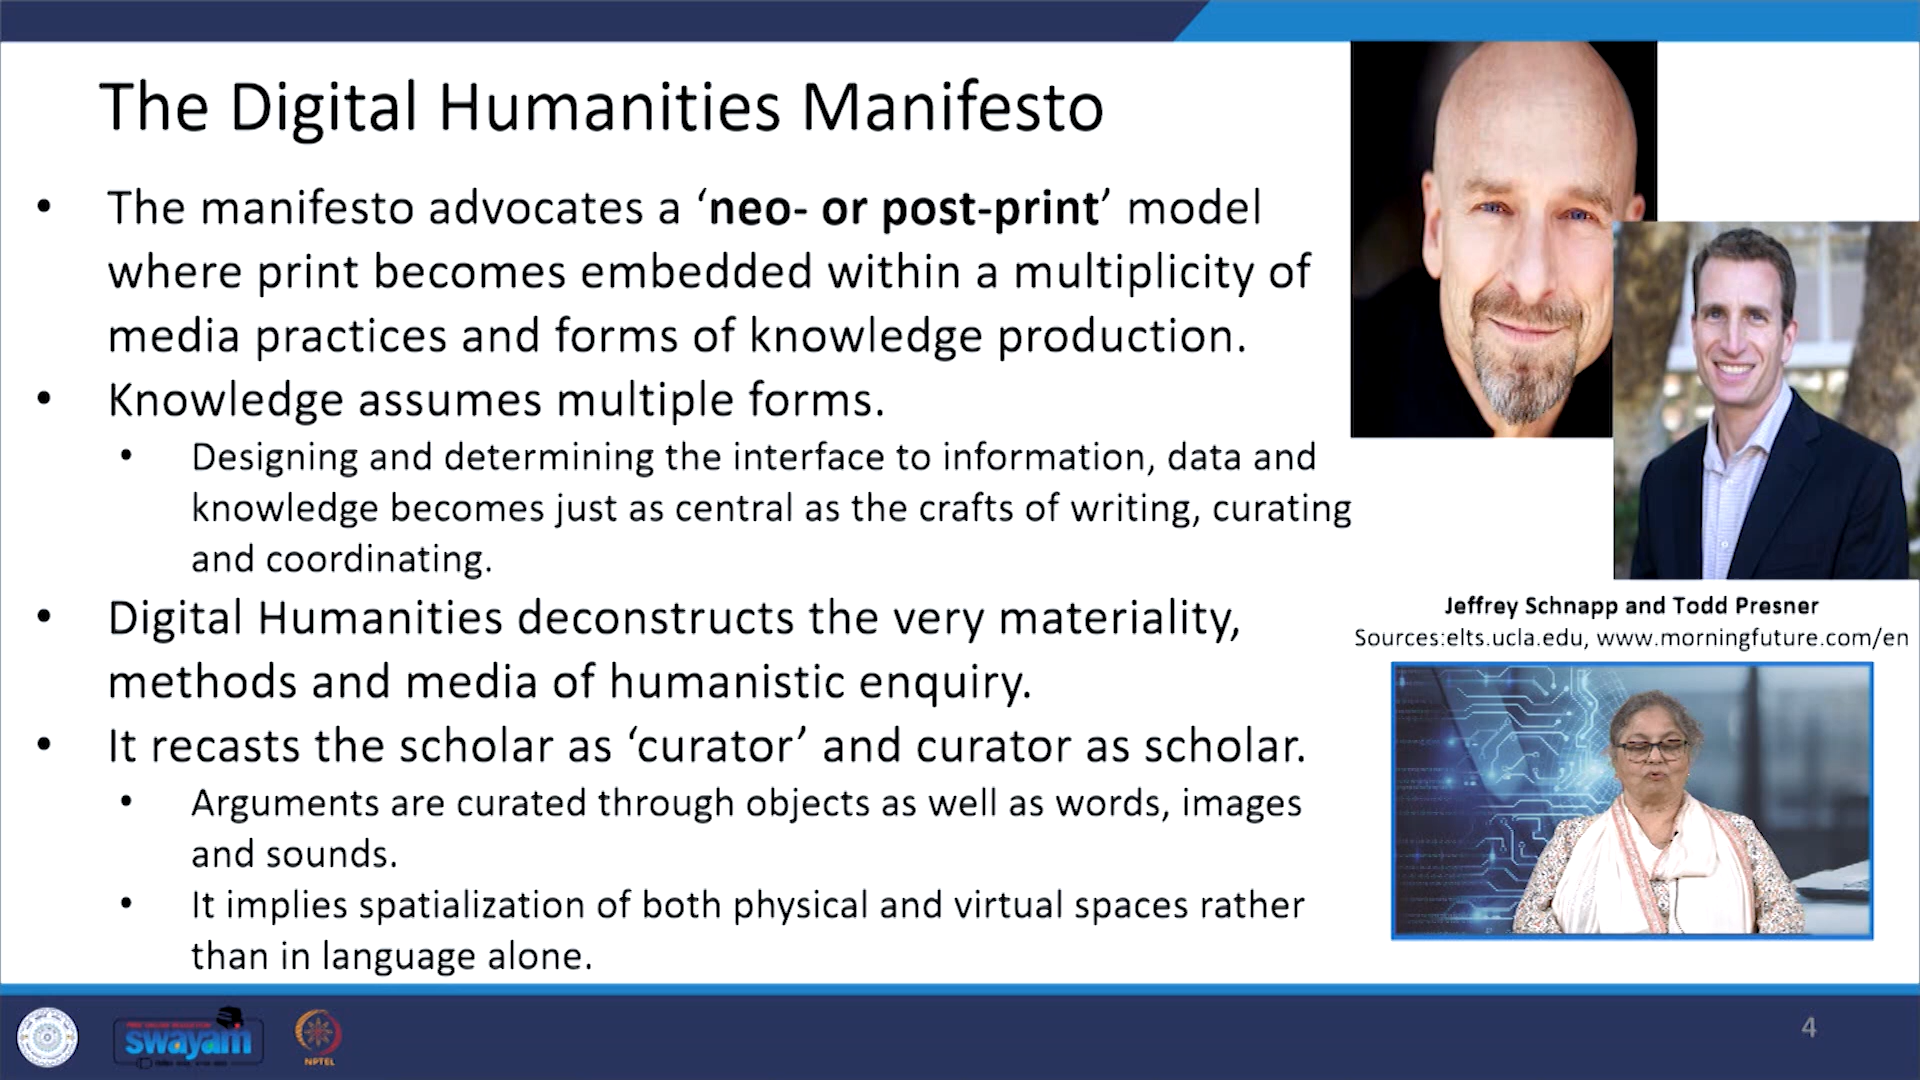 The Digital Humanities Manifesto
• The manifesto advocates a ‘neo- or post-print’ model
where print becomes embedded within a multiplicity of
media practices and forms of knowledge production.
• Knowledge assumes multiple forms.
• Designing and determining the interface to information, data and
knowledge becomes just as central as the crafts of writing, curating
and coordinating.
• Digital Humanities deconstructs the very materiality,
methods and media of humanistic enquiry.
• It recasts the scholar as ‘curator’ and curator as scholar.
• Arguments are curated through objects as well as words, images
and sounds.
• It implies spatialization of both physical and virtual spaces rather
than in language alone.
Jeffrey Schnapp and Todd Presner
Sources:elts.ucla.edu, www.morningfuture.com/en
swayam
NPTEL
4